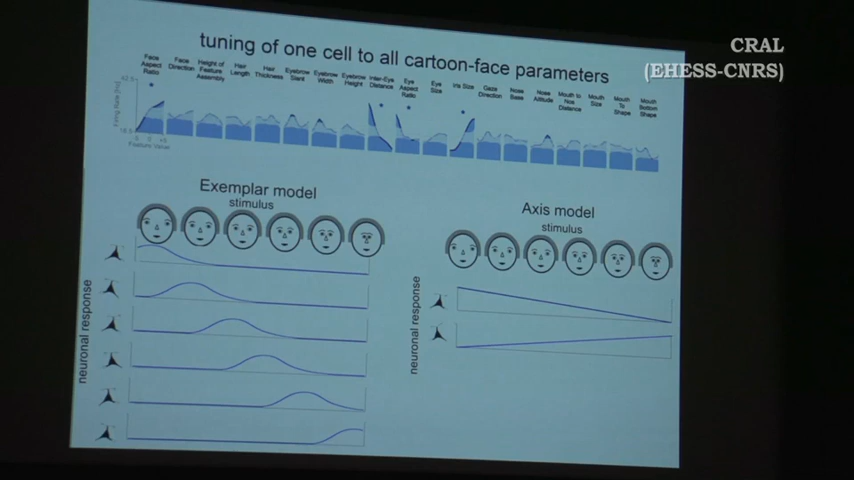 CRAL
(EHESS-CNRS)
tuning of one cell to all cartoon-face parameters
Face Aspect Ratio
Face Direction
Height of Feature Assembly
Hair Length
Hair Thickness
Eyebrow Slant
Eyebrow Width
Eyebrow Height
Inter-Eye Distance
Eye Aspect Ratio
Eye Size
Iris Size
Gaze Direction
Nose Base
Nose Altitude
Mouth to Nos Distance
Mouth Size
Mouth To Shape
Mouth Bottom Shape
Firing Rate [Hz]
Feature Value
Exemplar model
stimulus
neuronal response
Axis model
stimulus
neuronal response